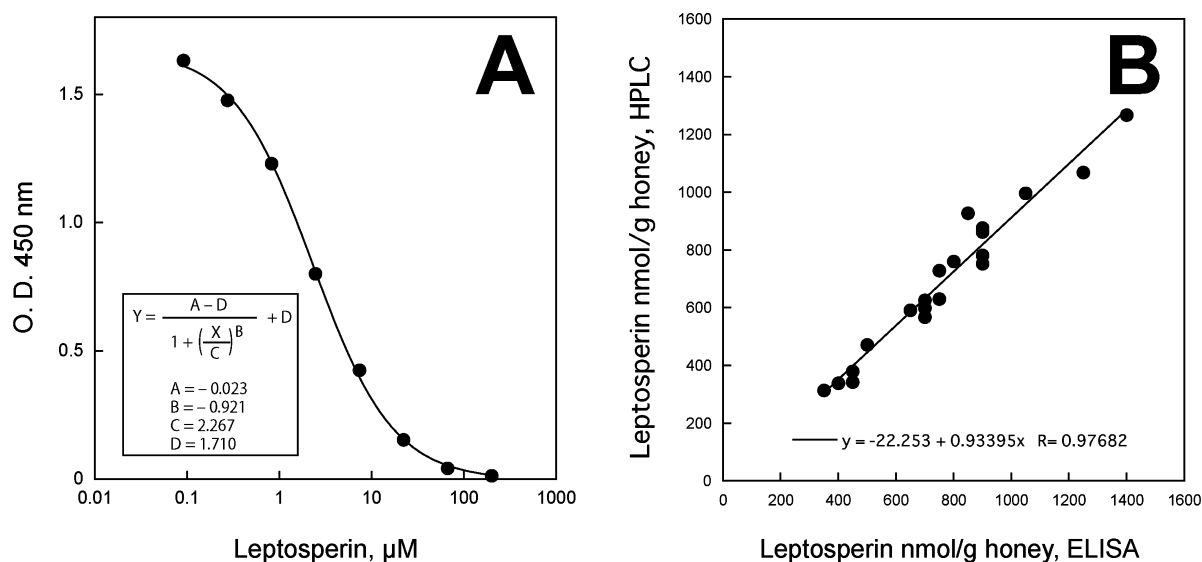 A
O. D. 450 nm
1.5
1.0
0.5
0
0.01
0.1
1
10
100
1000
Leptosperin, µM
Y = A – D / 1 + (X / C)^B + D
A = – 0.023
B = – 0.921
C = 2.267
D = 1.710
B
Leptosperin nmol/g honey, HPLC
1600
1400
1200
1000
800
600
400
200
0
0
200
400
600
800
1000
1200
1400
1600
y = -22.253 + 0.93395x R= 0.97682
Leptosperin nmol/g honey, ELISA